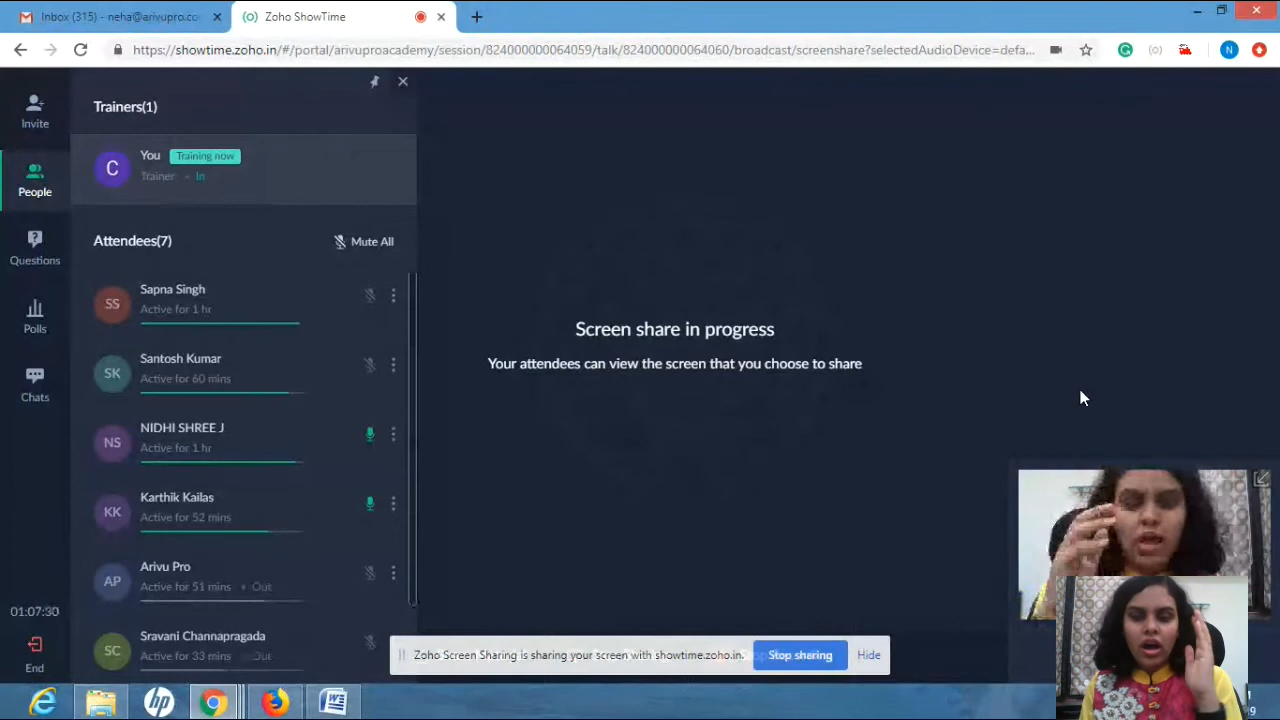 Inbox (315) - neha@arivupro.co
Zoho ShowTime
https://showtime.zoho.in/#/portal/arivuproacademy/session/824000000064059/talk/824000000064060/broadcast/screenshare?selectedAudioDevice=defa...
N
Invite
People
Questions
Polls
Chats
01:07:30
End
Trainers(1)
C
You Training now
Trainer - In
Attendees(7)
Mute All
SS
Sapna Singh
Active for 1 hr
SK
Santosh Kumar
Active for 60 mins
NS
NIDHI SHREE J
Active for 1 hr
KK
Karthik Kailas
Active for 52 mins
AP
Arivu Pro
Active for 51 mins • Out
SC
Sravani Channapragada
Active for 33 mins Out
Screen share in progress
Your attendees can view the screen that you choose to share
Zoho Screen Sharing is sharing your screen with showtime.zoho.in.
Stop sharing
Hide